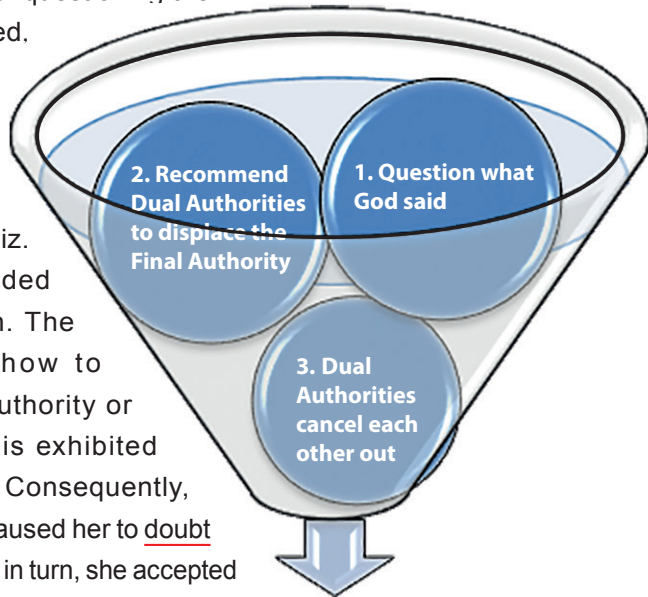 ed.
2. Recommend
Dual Authorities
to displace the
Final Authority
1. Question what
God said
3. Dual
Authorities
cancel each
other out
iz.
ded
n. The
how to
uthority or
is exhibited
Consequently,
aused her to doubt
in turn, she accepted